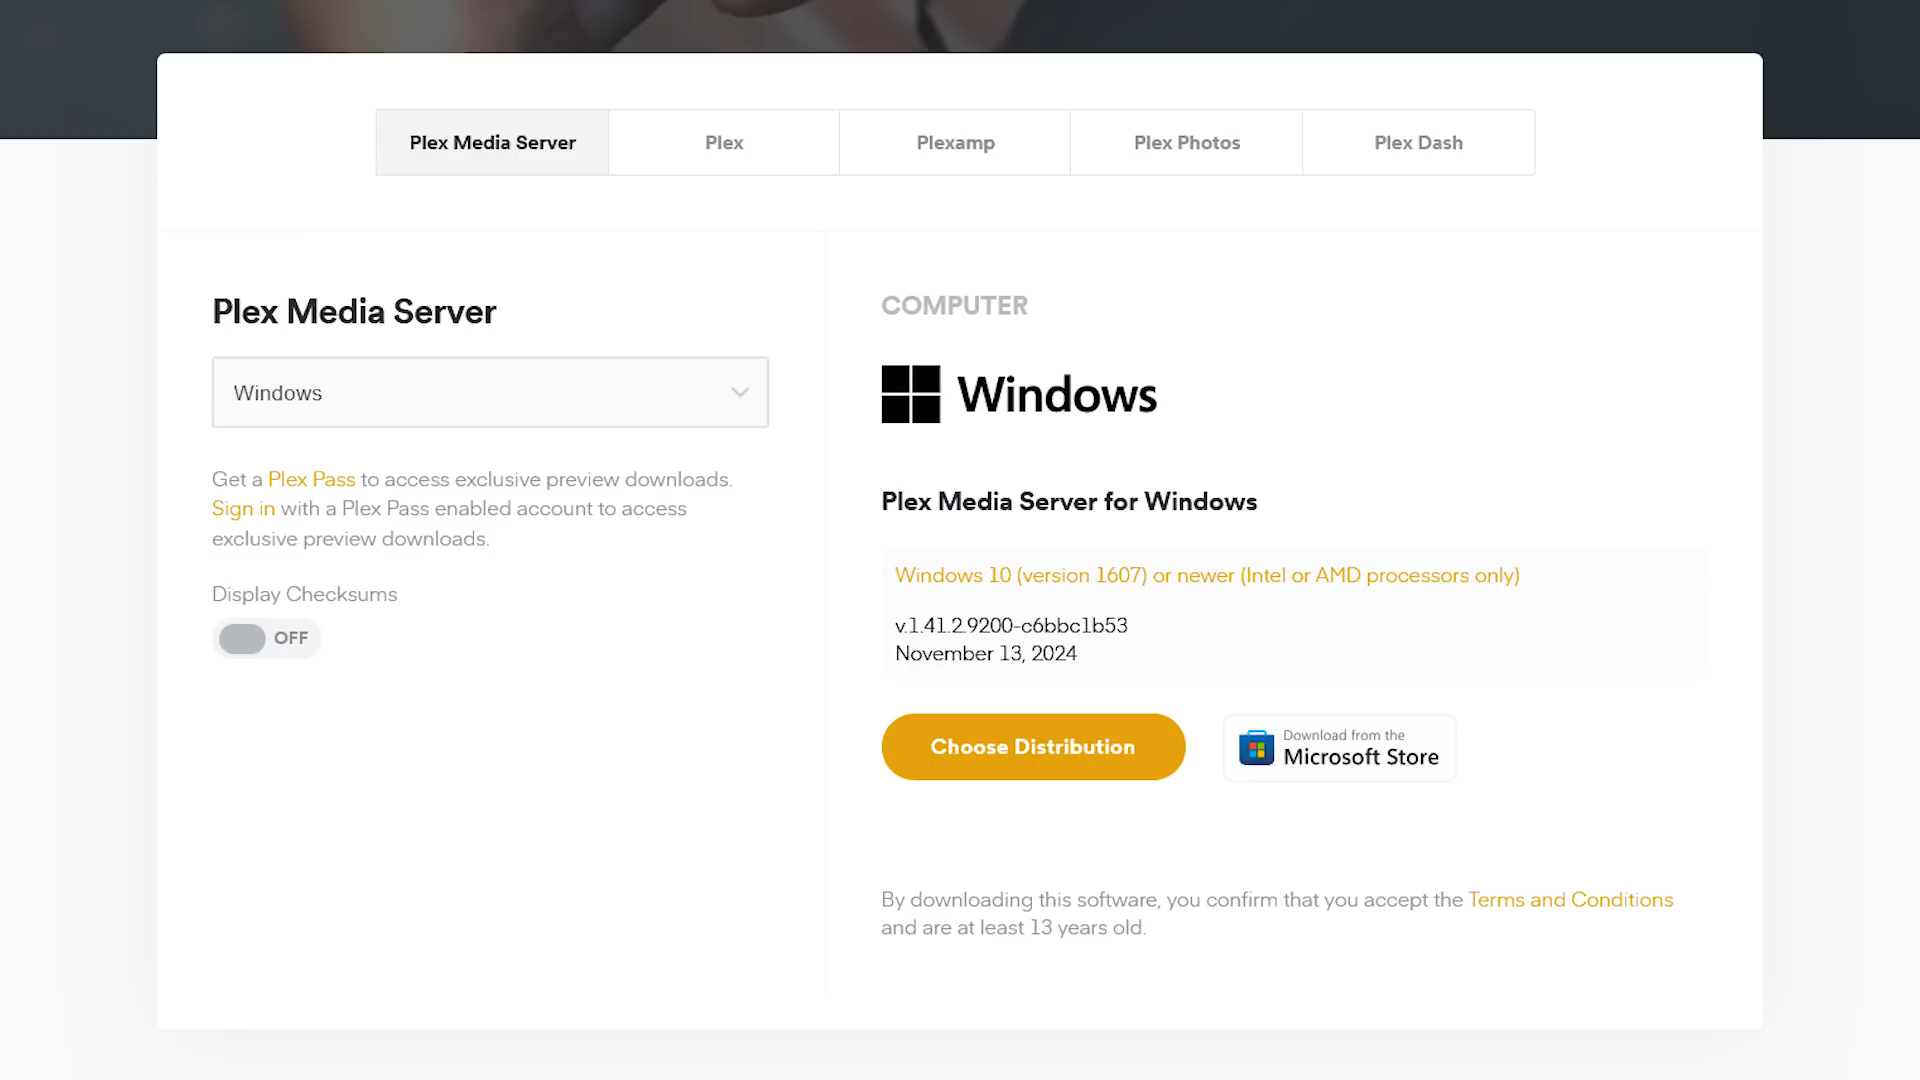 Plex Media Server
Plex
Plexamp
Plex Photos
Plex Dash
Plex Media Server
Windows
Get a Plex Pass to access exclusive preview downloads.
Sign in with a Plex Pass enabled account to access
exclusive preview downloads.
Display Checksums
OFF
COMPUTER
Windows
Plex Media Server for Windows
Windows 10 (version 1607) or newer (Intel or AMD processors only)
v.1.41.2.9200-c6bbc1b53
November 13, 2024
Choose Distribution
Download from the
Microsoft Store
By downloading this software, you confirm that you accept the Terms and Conditions
and are at least 13 years old.